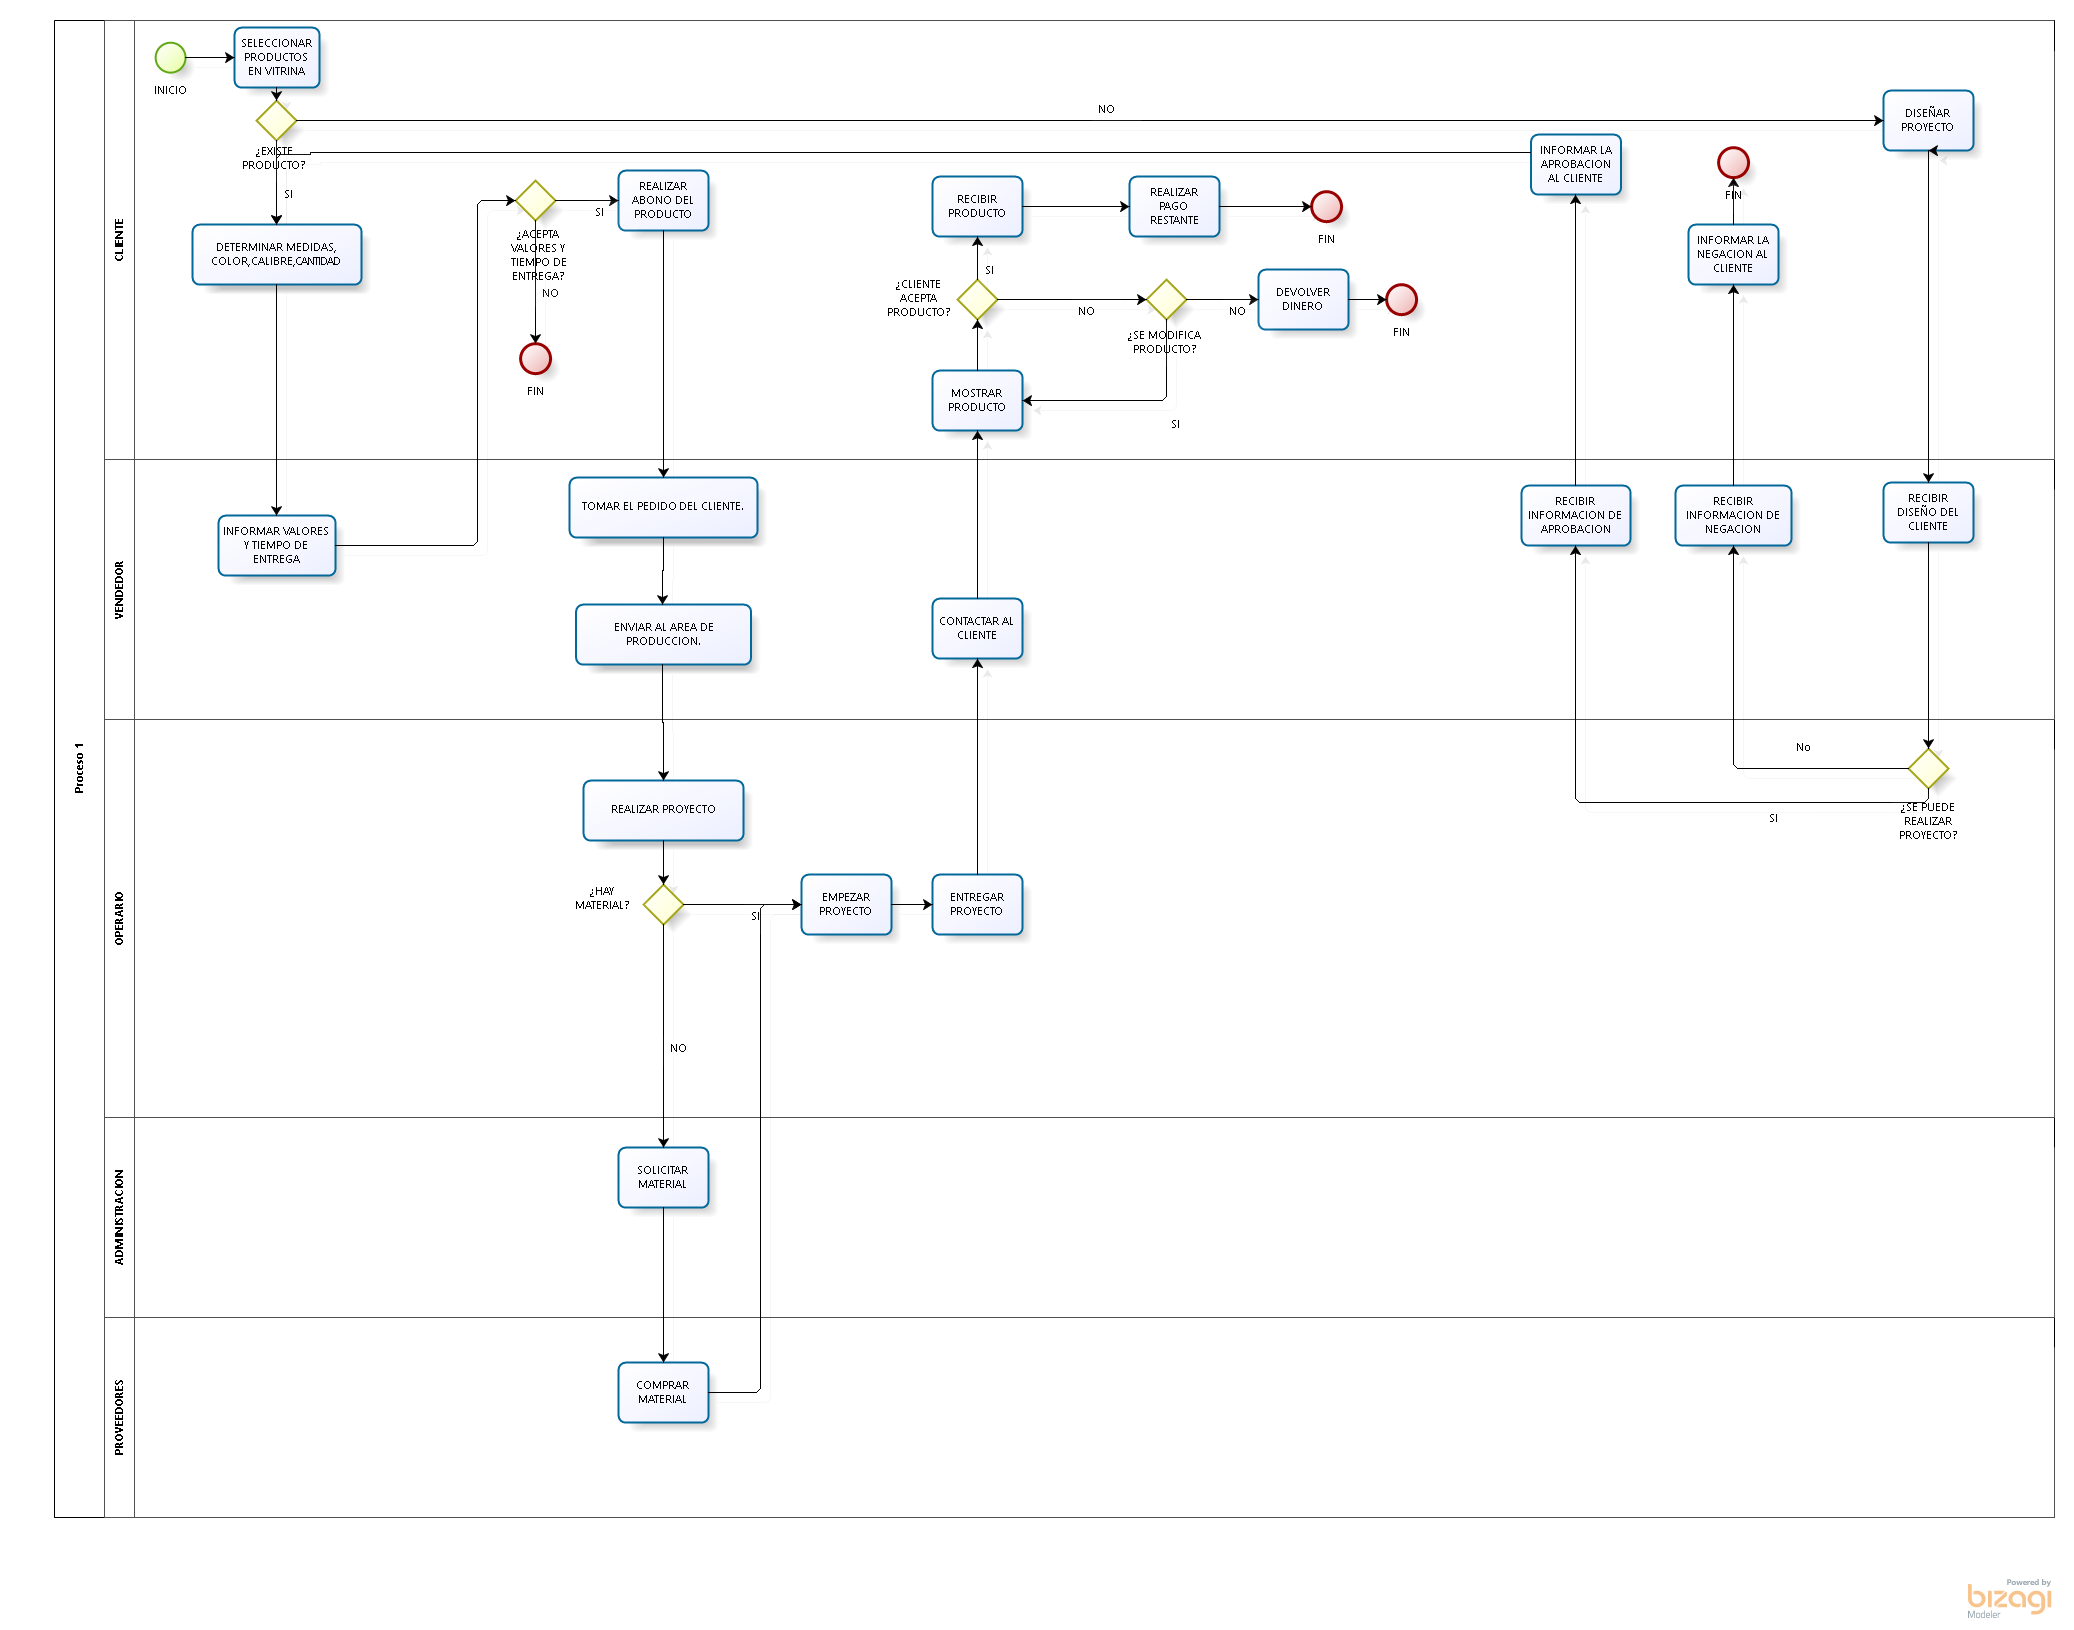 Proceso 1
CLIENTE
INICIO
SELECCIONAR
PRODUCTOS
EN VITRINA
¿EXISTE
PRODUCTO?
NO
SI
DETERMINAR MEDIDAS,
COLOR,CALIBRE,CANTIDAD
¿ACEPTA
VALORES Y
TIEMPO DE
ENTREGA?
SI
NO
FIN
REALIZAR
ABONO DEL
PRODUCTO
RECIBIR
PRODUCTO
REALIZAR
PAGO
RESTANTE
FIN
SI
¿CLIENTE
ACEPTA
PRODUCTO?
NO
¿SE MODIFICA
PRODUCTO?
NO
DEVOLVER
DINERO
FIN
MOSTRAR
PRODUCTO
SI
INFORMAR LA
APROBACION
AL CLIENTE
FIN
INFORMAR LA
NEGACION AL
CLIENTE
DISEÑAR
PROYECTO
VENDEDOR
INFORMAR VALORES
Y TIEMPO DE
ENTREGA
TOMAR EL PEDIDO DEL CLIENTE.
ENVIAR AL AREA DE
PRODUCCION.
CONTACTAR AL
CLIENTE
RECIBIR
INFORMACION DE
APROBACION
RECIBIR
INFORMACION DE
NEGACION
RECIBIR
DISEÑO DEL
CLIENTE
OPERARIO
REALIZAR PROYECTO
¿HAY
MATERIAL?
SI
NO
EMPEZAR
PROYECTO
ENTREGAR
PROYECTO
No
SI
¿SE PUEDE
REALIZAR
PROYECTO?
ADMINISTRACION
SOLICITAR
MATERIAL
PROVEEDORES
COMPRAR
MATERIAL
Powered by
bizagi
Modeler